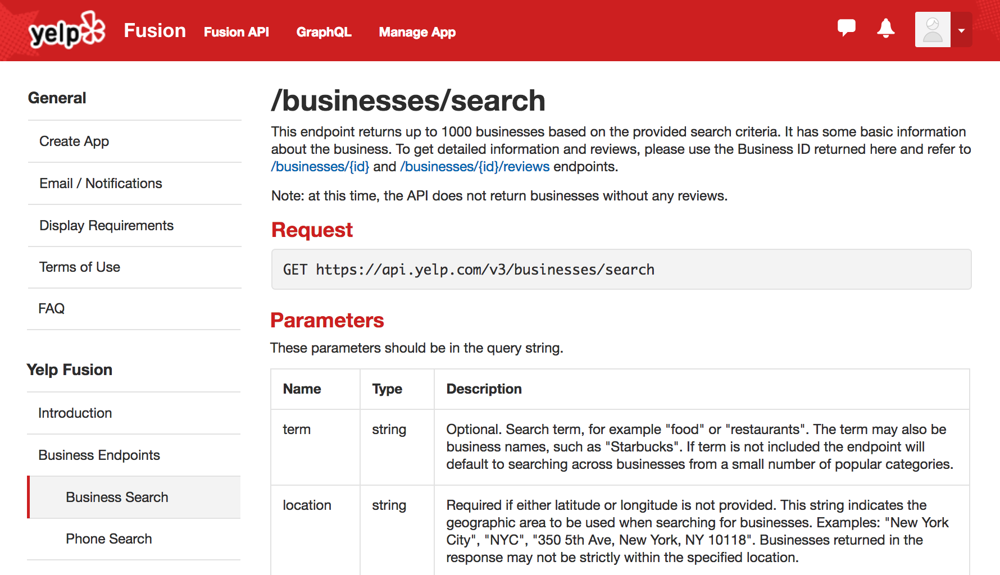 yelp Fusion Fusion API GraphQL Manage App
General
Create App
Email / Notifications
Display Requirements
Terms of Use
FAQ
Yelp Fusion
Introduction
Business Endpoints
Business Search
Phone Search
/businesses/search
This endpoint returns up to 1000 businesses based on the provided search criteria. It has some basic information
about the business. To get detailed information and reviews, please use the Business ID returned here and refer to
/businesses/{id} and /businesses/{id}/reviews endpoints.
Note: at this time, the API does not return businesses without any reviews.
Request
GET https://api.yelp.com/v3/businesses/search
Parameters
These parameters should be in the query string.
Name Type Description
term string Optional. Search term, for example "food" or "restaurants". The term may also be
business names, such as "Starbucks". If term is not included the endpoint will
default to searching across businesses from a small number of popular categories.
location string Required if either latitude or longitude is not provided. This string indicates the
geographic area to be used when searching for businesses. Examples: "New York
City", "NYC", "350 5th Ave, New York, NY 10118". Businesses returned in the
response may not be strictly within the specified location.